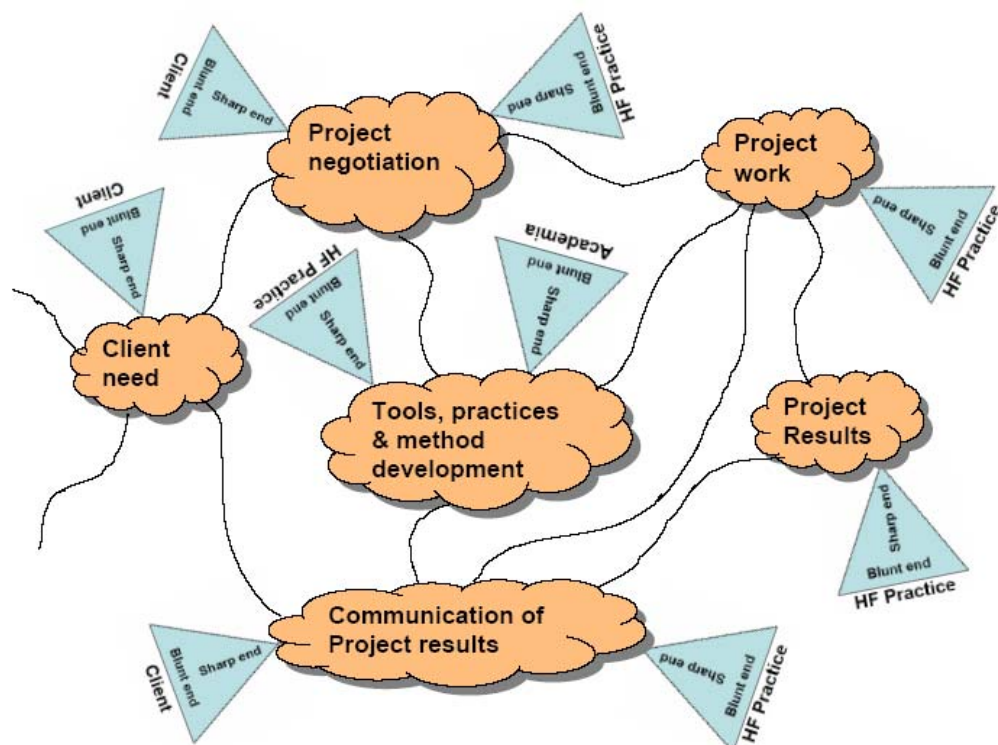 Client
Blunt end
Sharp end
Project
negotiation
Sharp end
Blunt end
HF Practice
Project
work
Sharp end
Blunt end
HF Practice
Client
Blunt end
Sharp end
HF Practice
Blunt end
Sharp end
Academia
Blunt end
Sharp end
Client
need
Tools, practices
& method
development
Project
Results
Sharp end
Blunt end
HF Practice
Communication of
Project results
Client
Blunt end
Sharp end
Sharp end
Blunt end
HF Practice